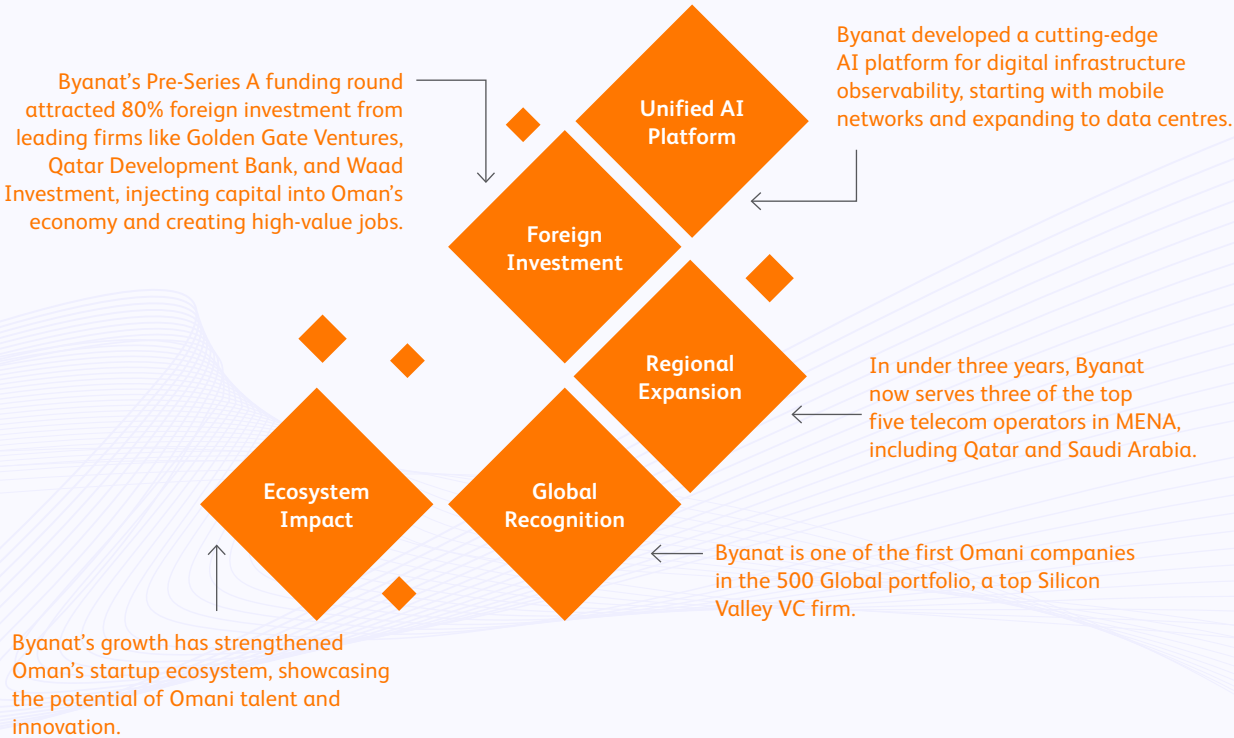 Unified AI
Platform
Byanat developed a cutting-edge
AI platform for digital infrastructure
observability, starting with mobile
networks and expanding to data centres.
Byanat’s Pre-Series A funding round
attracted 80% foreign investment from
leading firms like Golden Gate Ventures,
Qatar Development Bank, and Waad
Investment, injecting capital into Oman’s
economy and creating high-value jobs.
Foreign
Investment
Regional
Expansion
In under three years, Byanat
now serves three of the top
five telecom operators in MENA,
including Qatar and Saudi Arabia.
Ecosystem
Impact
Global
Recognition
Byanat is one of the first Omani companies
in the 500 Global portfolio, a top Silicon
Valley VC firm.
Byanat’s growth has strengthened
Oman’s startup ecosystem, showcasing
the potential of Omani talent and
innovation.